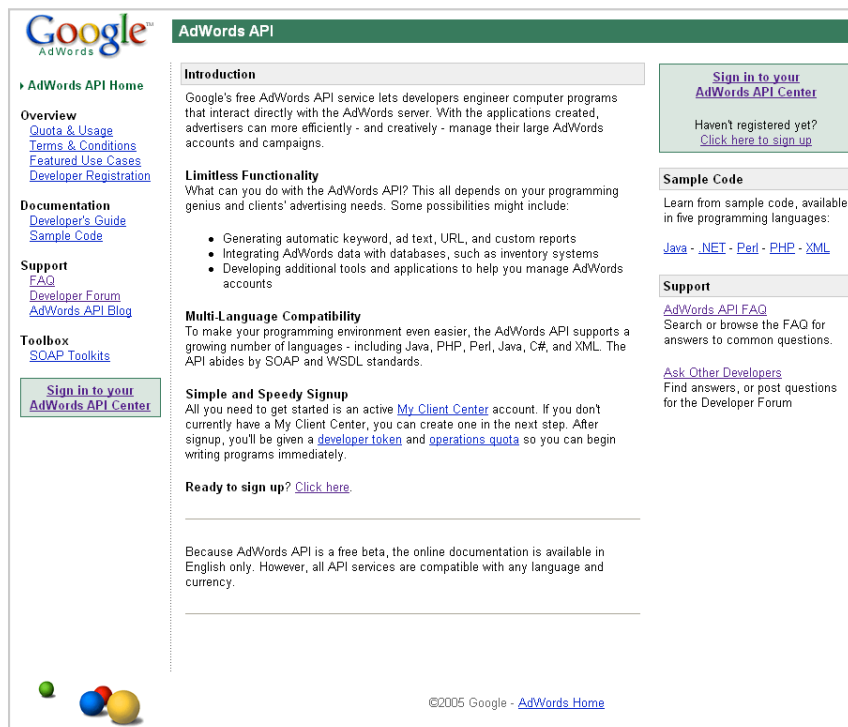 Google™
AdWords
AdWords API
AdWords API Home
Overview
Quota & Usage
Terms & Conditions
Featured Use Cases
Developer Registration
Documentation
Developer's Guide
Sample Code
Support
FAQ
Developer Forum
AdWords API Blog
Toolbox
SOAP Toolkits
Sign in to your
AdWords API Center
Introduction
Google's free AdWords API service lets developers engineer computer programs
that interact directly with the AdWords server. With the applications created,
advertisers can more efficiently - and creatively - manage their large AdWords
accounts and campaigns.
Limitless Functionality
What can you do with the AdWords API? This all depends on your programming
genius and clients' advertising needs. Some possibilities might include:
• Generating automatic keyword, ad text, URL, and custom reports
• Integrating AdWords data with databases, such as inventory systems
• Developing additional tools and applications to help you manage AdWords
accounts
Multi-Language Compatibility
To make your programming environment even easier, the AdWords API supports a
growing number of languages - including Java, PHP, Perl, Java, C#, and XML. The
API abides by SOAP and WSDL standards.
Simple and Speedy Signup
All you need to get started is an active My Client Center account. If you don't
currently have a My Client Center, you can create one in the next step. After
signup, you'll be given a developer token and operations quota so you can begin
writing programs immediately.
Ready to sign up? Click here.
Because AdWords API is a free beta, the online documentation is available in
English only. However, all API services are compatible with any language and
currency.
Sign in to your
AdWords API Center
Haven't registered yet?
Click here to sign up
Sample Code
Learn from sample code, available
in five programming languages:
Java - .NET - Perl - PHP - XML
Support
AdWords API FAQ
Search or browse the FAQ for
answers to common questions.
Ask Other Developers
Find answers, or post questions
for the Developer Forum
©2005 Google - AdWords Home